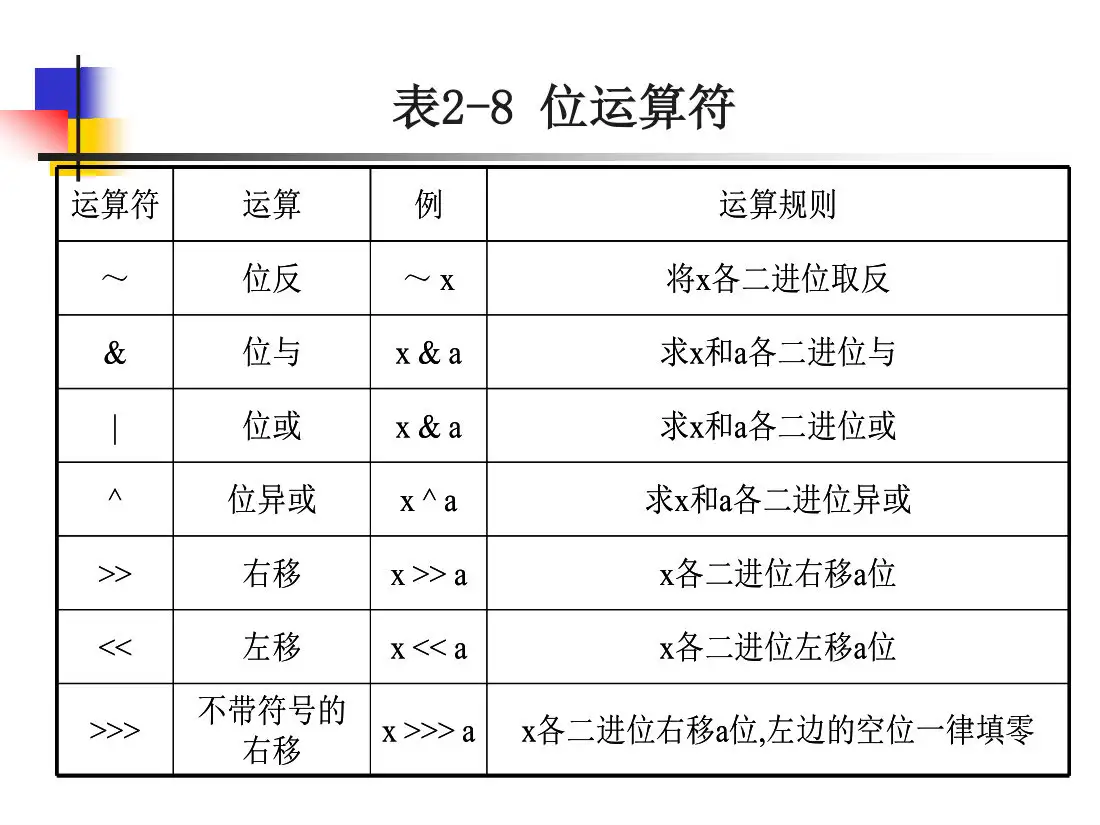 表2-8 位运算符
运算符 运算 例 运算规则
～ 位反 ～ x 将x各二进位取反
& 位与 x & a 求x和a各二进位与
| 位或 x & a 求x和a各二进位或
^ 位异或 x ^ a 求x和a各二进位异或
>> 右移 x >> a x各二进位右移a位
<< 左移 x << a x各二进位左移a位
>>> 不带符号的 x >>> a x各二进位右移a位,左边的空位一律填零
右移